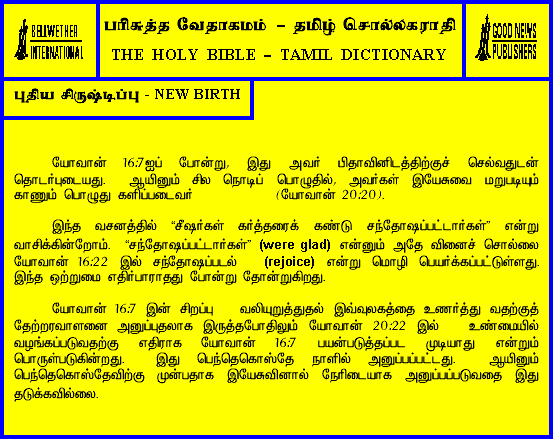 BELLWETHER
INTERNATIONAL
பரிசுத்த வேதாகமம் – தமிழ் சொல்லகராதி
THE HOLY BIBLE – TAMIL DICTIONARY
GOOD NEWS
PUBLISHERS
புதிய சிருஷ்டிப்பு - NEW BIRTH
யோவான் 16:7ஐப் போன்று, இது அவர் பிதாவினிடத்திற்குச் செல்வதுடன்
தொடர்புடையது. ஆயினும் சில நொடிப் பொழுதில், அவர்கள் இயேசுவை மறுபடியும்
காணும் பொழுது களிப்படைவர் (யோவான் 20:20).
இந்த வசனத்தில் “சீஷர்கள் கர்த்தரைக் கண்டு சந்தோஷப்பட்டார்கள்” என்று
வாசிக்கின்றோம். “சந்தோஷப்பட்டார்கள்” (were glad) என்னும் அதே வினைச் சொல்லை
யோவான் 16:22 இல் சந்தோஷப்படல் (rejoice) என்று மொழி பெயர்க்கப்பட்டுள்ளது.
இந்த ஒற்றுமை எதிர்பாராதது போன்று தோன்றுகிறது.
யோவான் 16:7 இன் சிறப்பு வலியுறுத்துதல் இவ்வுலகத்தை உணர்த்து வதற்குத்
தேற்றரவாளனை அனுப்புதலாக இருத்தபோதிலும் யோவான் 20:22 இல் உண்மையில்
வழங்கப்படுவதற்கு எதிராக யோவான் 16:7 பயன்படுத்தப்பட முடியாது என்றும்
பொருள்படுகின்றது. இது பெந்தெகொஸ்தே நாளில் அனுப்பப்பட்டது. ஆயினும்
பெந்தெகொஸ்தேவிற்கு முன்பதாக இயேசுவினால் நேரிடையாக அனுப்பப்படுவதை இது
தடுக்கவில்லை.